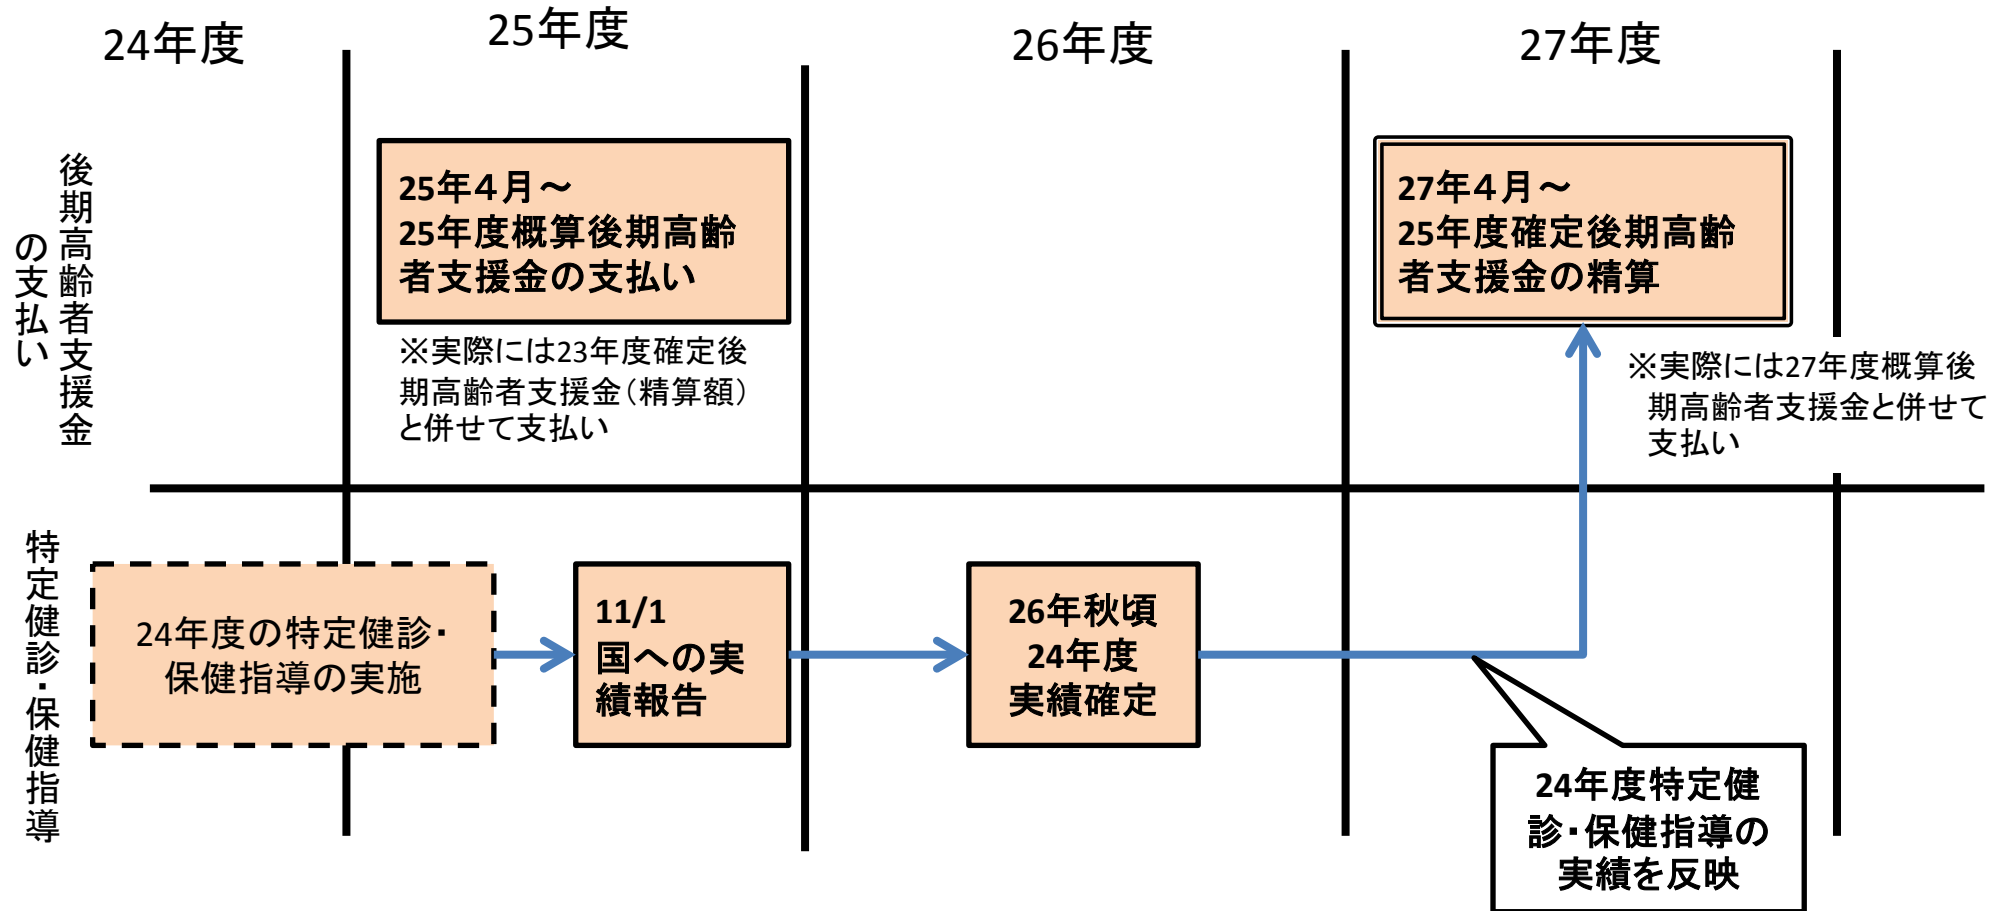 24年度
25年度
26年度
27年度
後期高齢者支援金
の支払い
25年４月～
25年度概算後期高齢
者支援金の支払い
※実際には23年度確定後
期高齢者支援金（精算額）
と併せて支払い
27年４月～
25年度確定後期高齢
者支援金の精算
※実際には27年度概算後
期高齢者支援金と併せて
支払い
特定健診・保健指導
24年度の特定健診・
保健指導の実施
11/1
国への実
績報告
26年秋頃
24年度
実績確定
24年度特定健
診・保健指導の
実績を反映